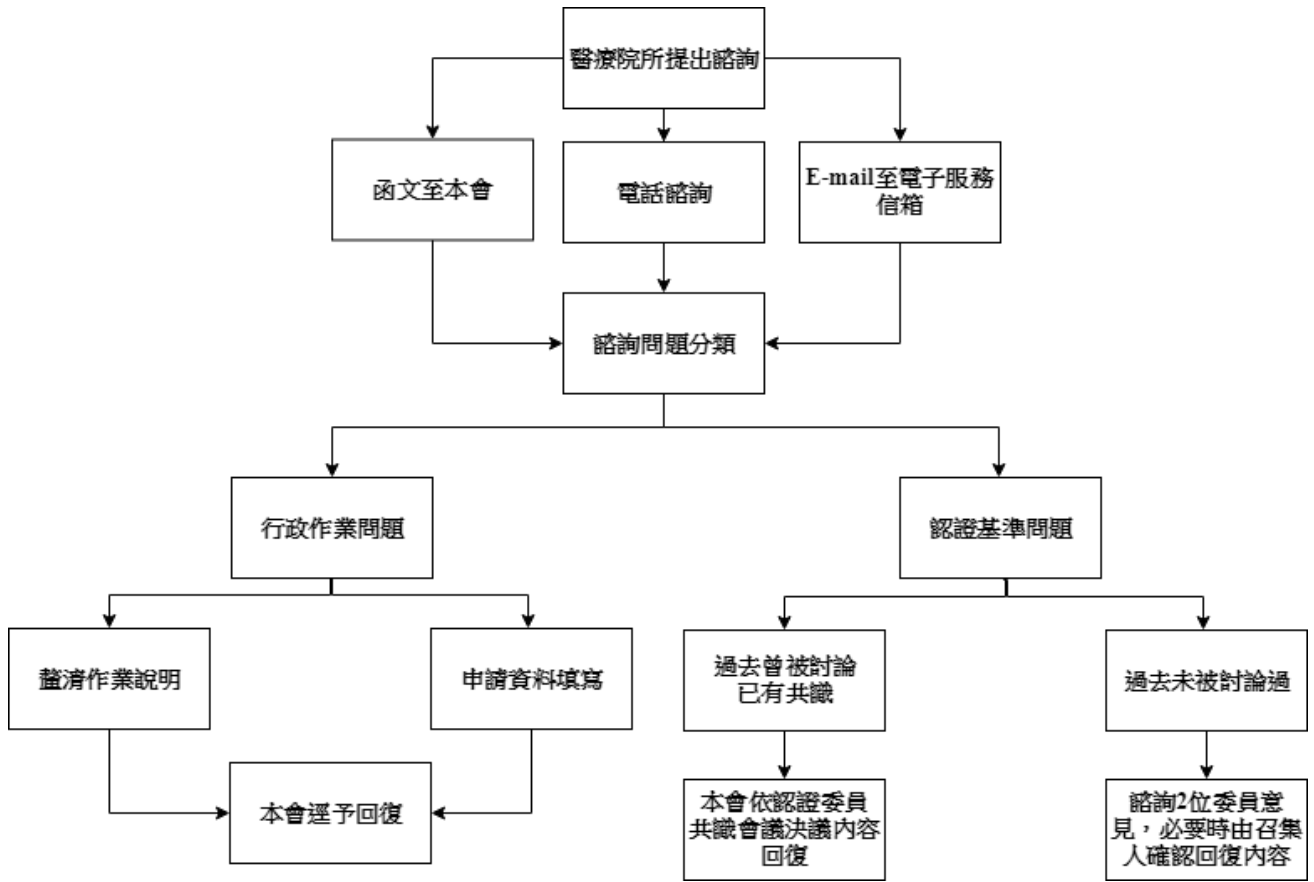 醫療院所提出諮詢
函文至本會
電話諮詢
E-mail至電子服務
信箱
諮詢問題分類
行政作業問題
認證基準問題
釐清作業說明
申請資料填寫
過去曾被討論
已有共識
過去未被討論過
本會逕予回復
本會依認證委員
共識會議決議內容
回復
諮詢2位委員意
見，必要時由召集
人確認回復內容